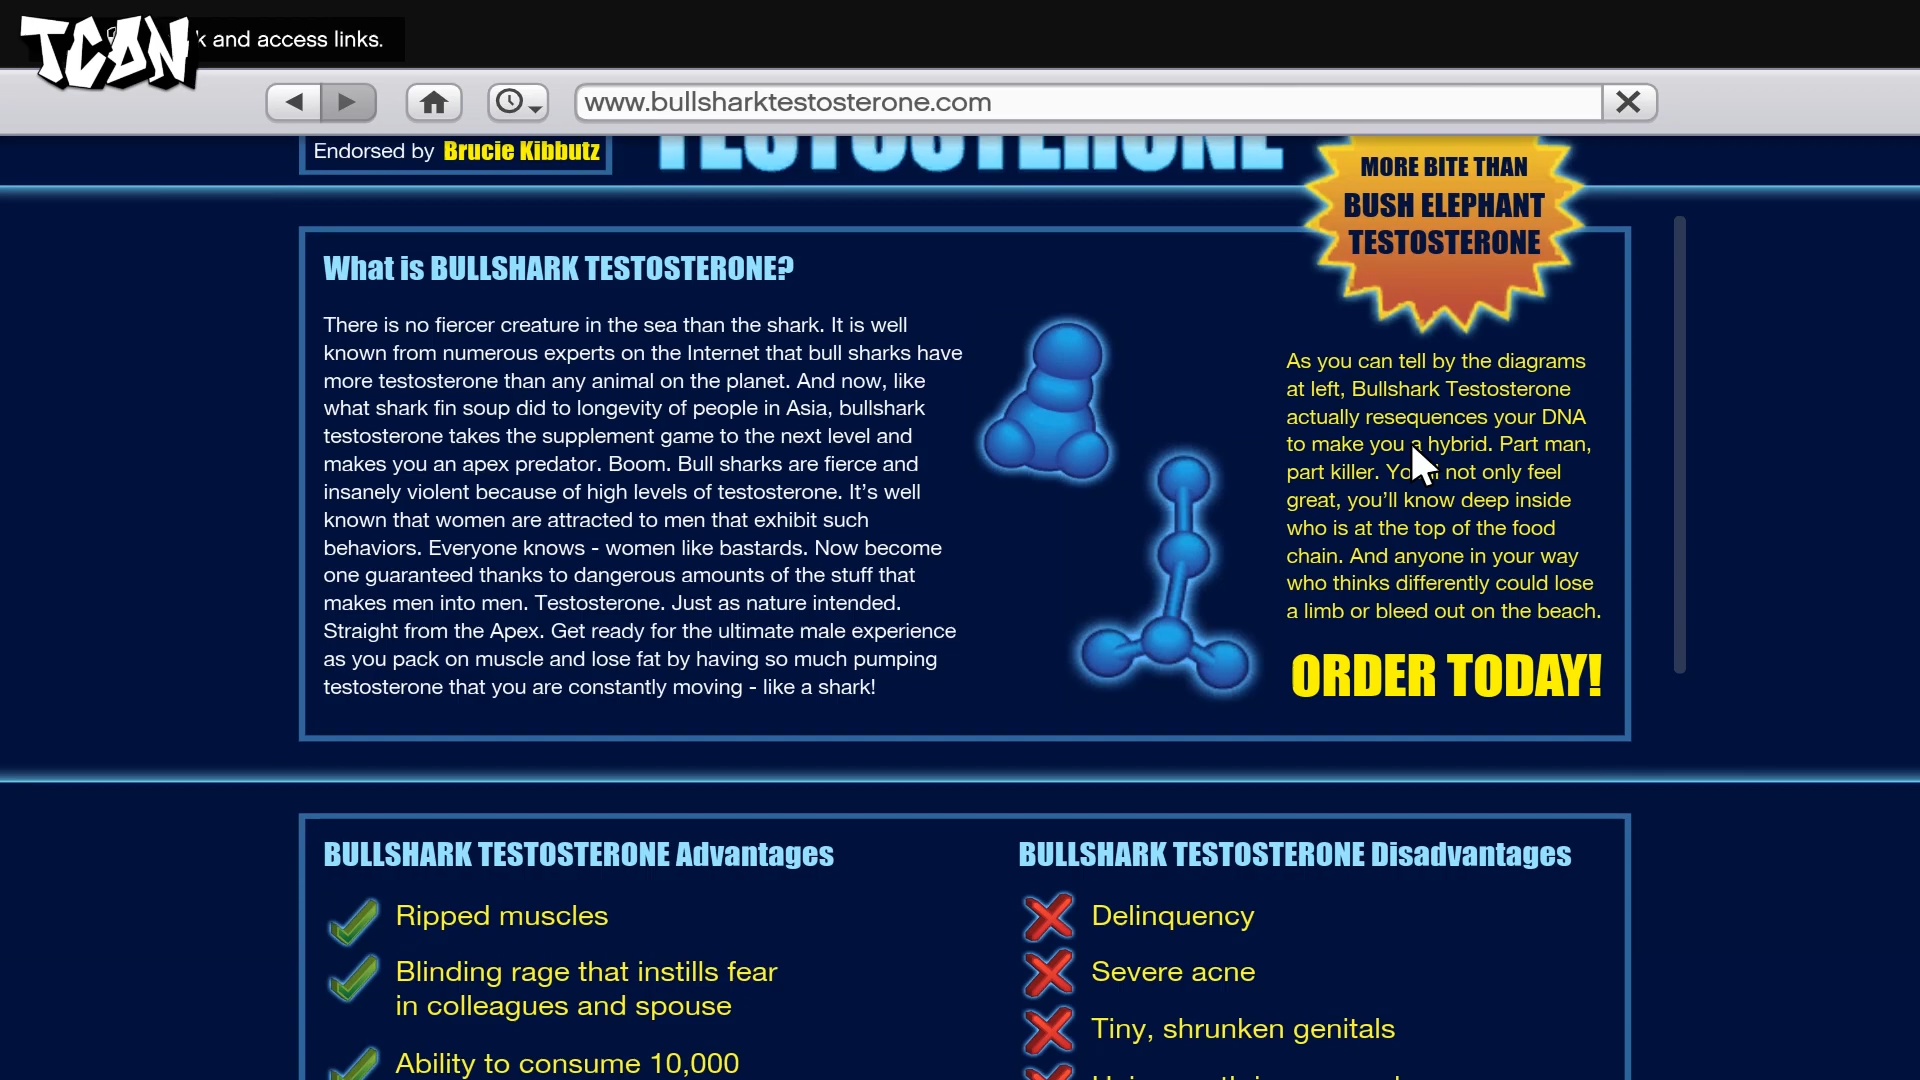 TCON
k and access links.
www.bullsharktestosterone.com
Endorsed by Brucie Kibbutz
TESTOSTERONE
MORE BITE THAN
BUSH ELEPHANT
TESTOSTERONE
What is BULLSHARK TESTOSTERONE?
There is no fiercer creature in the sea than the shark. It is well
known from numerous experts on the Internet that bull sharks have
more testosterone than any animal on the planet. And now, like
what shark fin soup did to longevity of people in Asia, bullshark
testosterone takes the supplement game to the next level and
makes you an apex predator. Boom. Bull sharks are fierce and
insanely violent because of high levels of testosterone. It’s well
known that women are attracted to men that exhibit such
behaviors. Everyone knows - women like bastards. Now become
one guaranteed thanks to dangerous amounts of the stuff that
makes men into men. Testosterone. Just as nature intended.
Straight from the Apex. Get ready for the ultimate male experience
as you pack on muscle and lose fat by having so much pumping
testosterone that you are constantly moving - like a shark!
As you can tell by the diagrams
at left, Bullshark Testosterone
actually resequences your DNA
to make you a hybrid. Part man,
part killer. not only feel
great, you’ll know deep inside
who is at the top of the food
chain. And anyone in your way
who thinks differently could lose
a limb or bleed out on the beach.
ORDER TODAY!
BULLSHARK TESTOSTERONE Advantages
Ripped muscles
Blinding rage that instills fear
in colleagues and spouse
Ability to consume 10,000
BULLSHARK TESTOSTERONE Disadvantages
Delinquency
Severe acne
Tiny, shrunken genitals